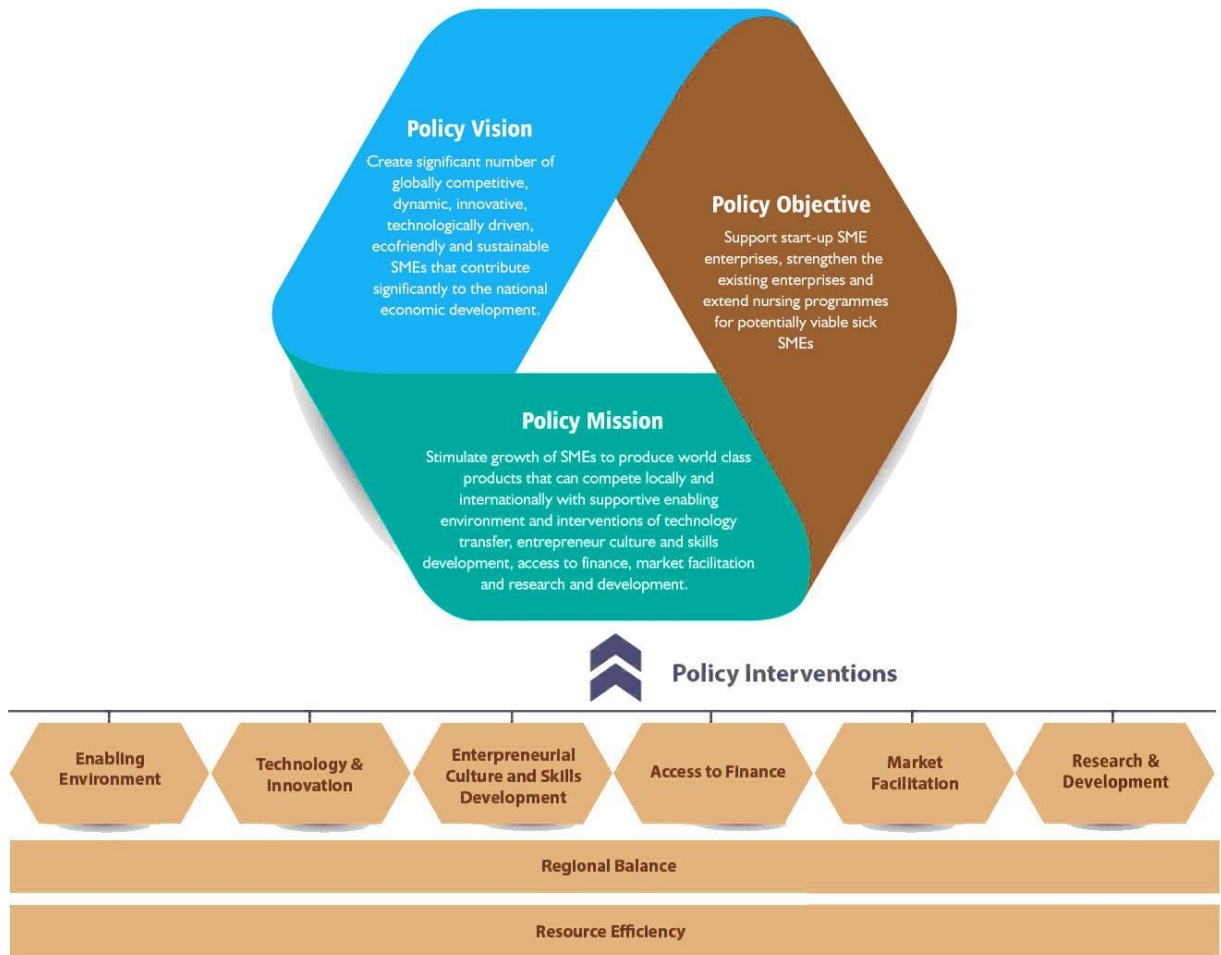 Policy Vision
Create significant number of
globally competitive,
dynamic, innovative,
technologically driven,
ecofriendly and sustainable
SMEs that contribute
significantly to the national
economic development.
Policy Objective
Support start-up SME
enterprises, strengthen the
existing enterprises and
extend nursing programmes
for potentially viable sick
SMEs
Policy Mission
Stimulate growth of SMEs to produce world class
products that can compete locally and
internationally with supportive enabling
environment and interventions of technology
transfer, entrepreneur culture and skills
development, access to finance, market facilitation
and research and development.
Policy Interventions
Enabling
Environment
Technology &
Innovation
Enterpreneurial
Culture and Skills
Development
Access to Finance
Market
Facilitation
Research &
Development
Regional Balance
Resource Efficiency